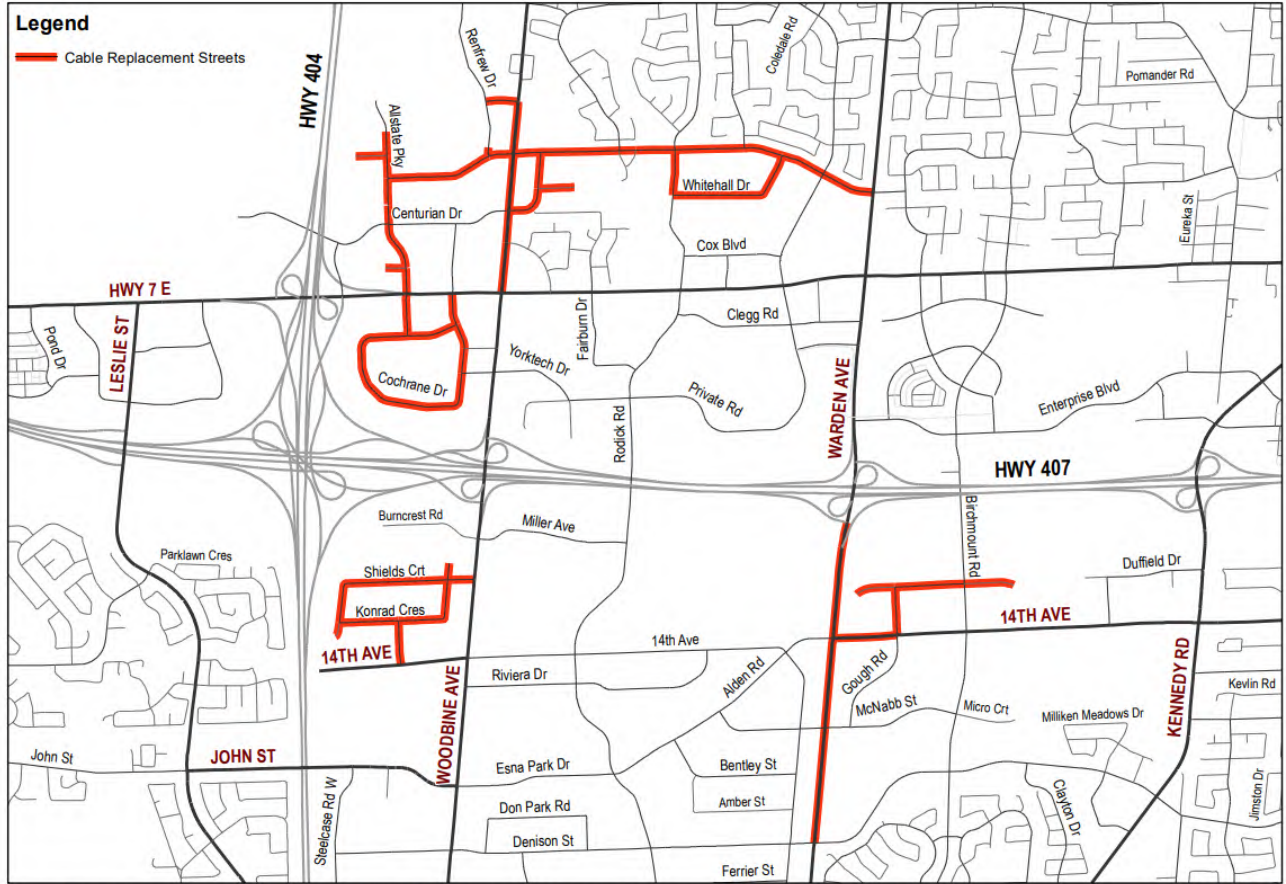 Legend
Cable Replacement Streets
HWY 404
Renfrew Dr
Coledale Rd
Pomander Rd
Allstate Pky
Whitehall Dr
Centurian Dr
Eureka St
Cox Blvd
HWY 7 E
Pond Dr
LESLIE ST
Fairburn Dr
Clegg Rd
Yorktech Dr
Cochrane Dr
Private Rd
WARDEN AVE
Enterprise Blvd
Rodick Rd
HWY 407
Burncrest Rd
Miller Ave
Birchmount Rd
Parklawn Cres
Shields Crt
Duffield Dr
Konrad Cres
14TH AVE
14TH AVE
14th Ave
Riviera Dr
Alden Rd
Gough Rd
WOODBINE AVE
KENNEDY RD
Kevlin Rd
McNabb St
Micro Crt
Milliken Meadows Dr
John St
JOHN ST
Esna Park Dr
Bentley St
Steelcase Rd W
Don Park Rd
Amber St
Clayton Dr
Jimston Dr
Denison St
Ferrier St